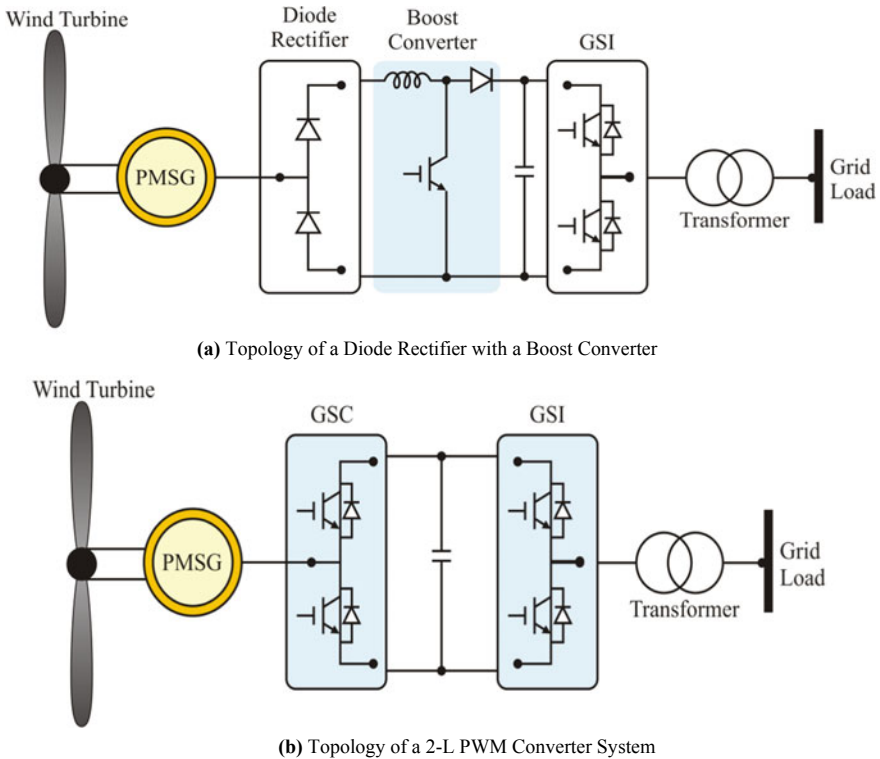 Wind Turbine
Diode
Rectifier
Boost
Converter
GSI
PMSG
Transformer
Grid
Load
(a) Topology of a Diode Rectifier with a Boost Converter
Wind Turbine
GSC
GSI
PMSG
Transformer
Grid
Load
(b) Topology of a 2-L PWM Converter System